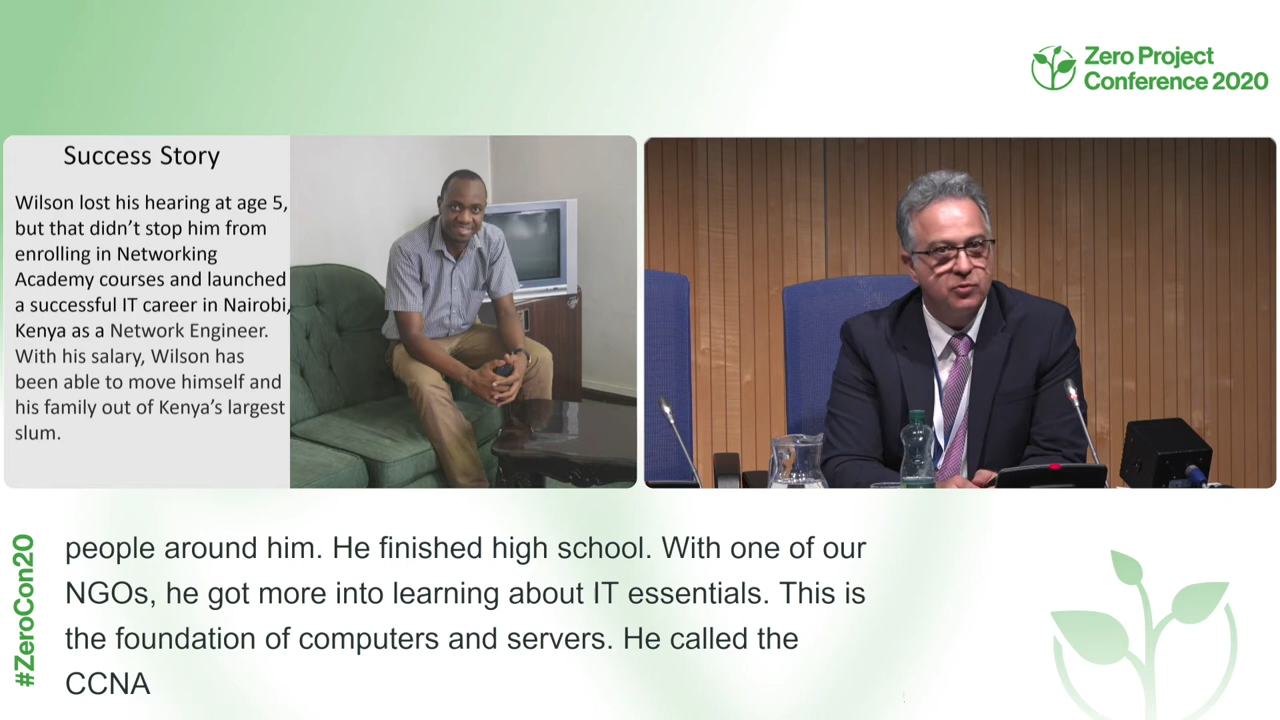 Zero Project
Conference 2020
Success Story
Wilson lost his hearing at age 5,
but that didn’t stop him from
enrolling in Networking
Academy courses and launched
a successful IT career in Nairobi,
Kenya as a Network Engineer.
With his salary, Wilson has
been able to move himself and
his family out of Kenya’s largest
slum.
#ZeroCon20
people around him. He finished high school. With one of our
NGOs, he got more into learning about IT essentials. This is
the foundation of computers and servers. He called the
CCNA